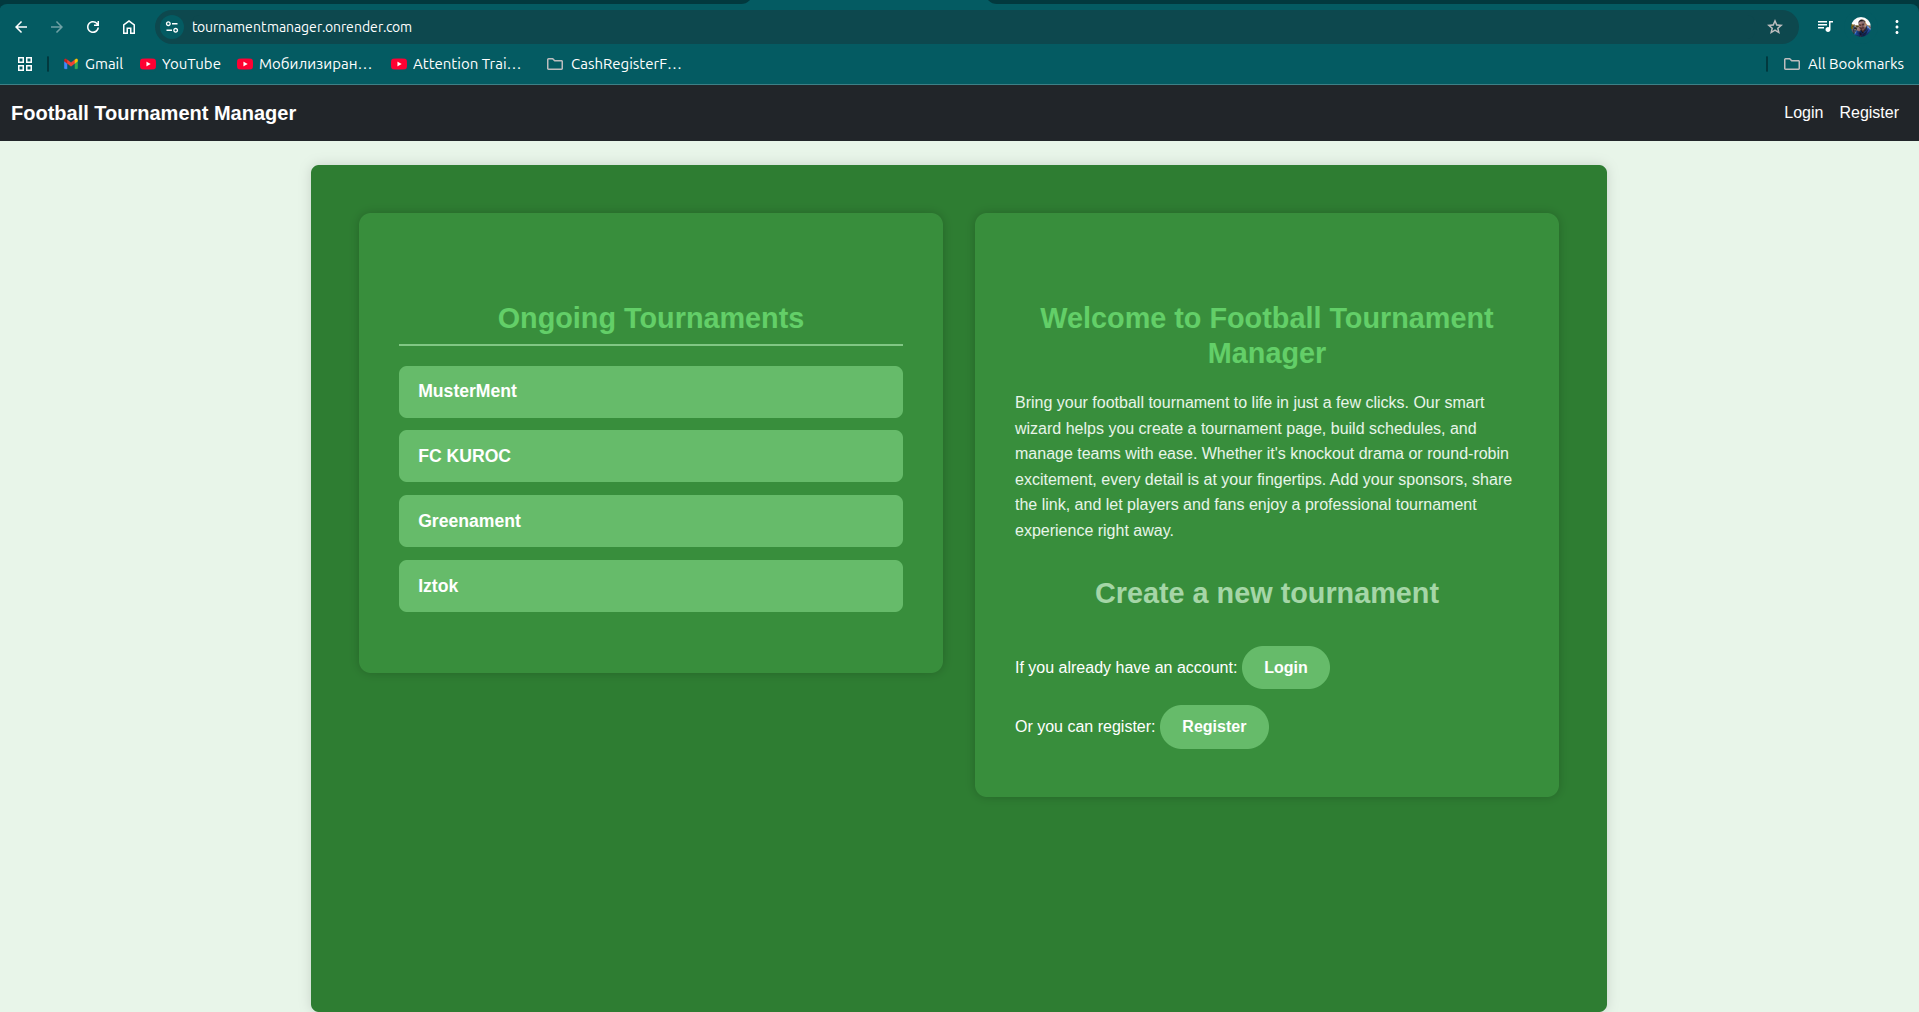 tournamentmanager.onrender.com
Gmail YouTube Мобилизиран... Attention Trai... CashRegisterF... All Bookmarks
Football Tournament Manager Login Register
Ongoing Tournaments
MusterMent
FC KUROC
Greenament
Iztok
Welcome to Football Tournament
Manager
Bring your football tournament to life in just a few clicks. Our smart
wizard helps you create a tournament page, build schedules, and
manage teams with ease. Whether it's knockout drama or round-robin
excitement, every detail is at your fingertips. Add your sponsors, share
the link, and let players and fans enjoy a professional tournament
experience right away.
Create a new tournament
If you already have an account: Login
Or you can register: Register